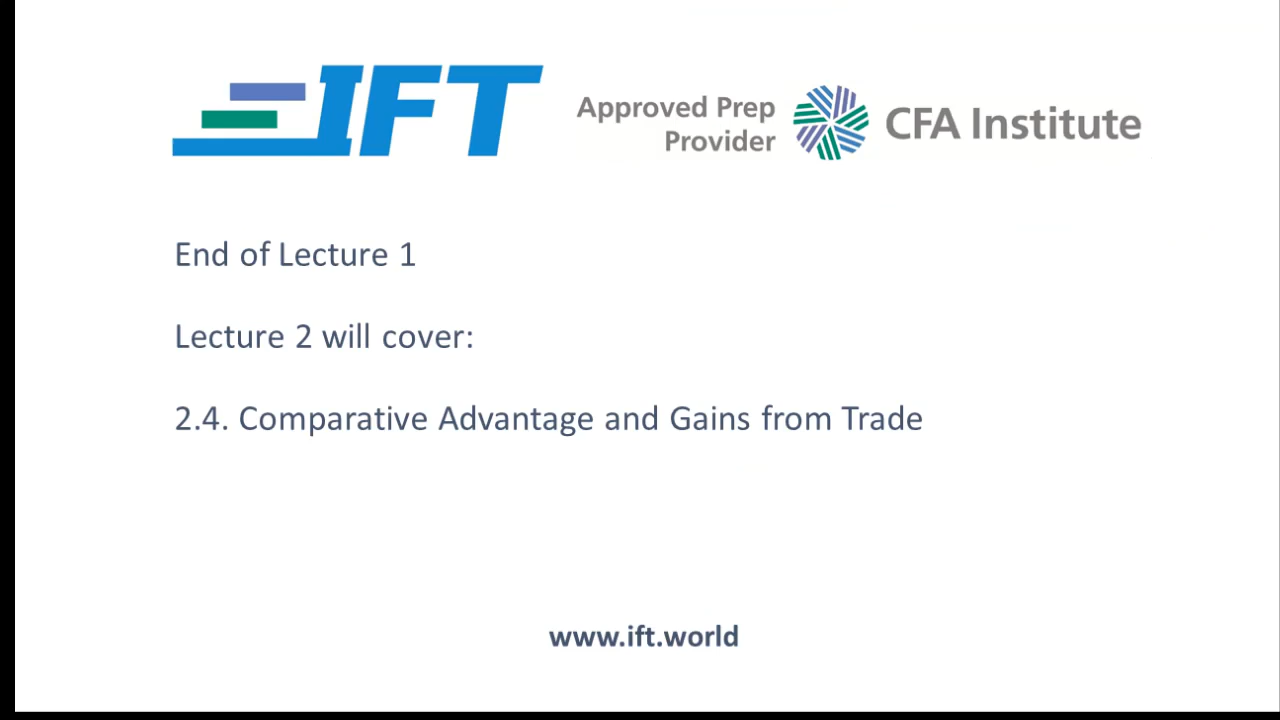 IFT
Approved Prep
Provider
CFA Institute
End of Lecture 1
Lecture 2 will cover:
2.4. Comparative Advantage and Gains from Trade
www.ift.world